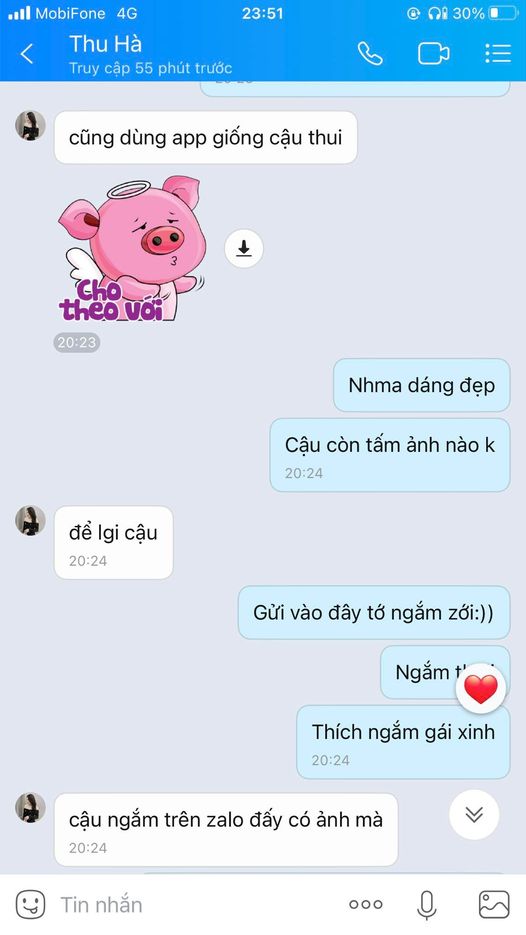 MobiFone 4G 23:51 30%
Thu Hà
Truy cập 55 phút trước
cũng dùng app giống cậu thui
Cho
theo với
20:23
Nhma dáng đẹp
Cậu còn tấm ảnh nào k
20:24
để lgi cậu
20:24
Gửi vào đây tớ ngắm zới:))
Ngắm
Thích ngắm gái xinh
20:24
cậu ngắm trên zalo đấy có ảnh mà
20:24
Tin nhắn